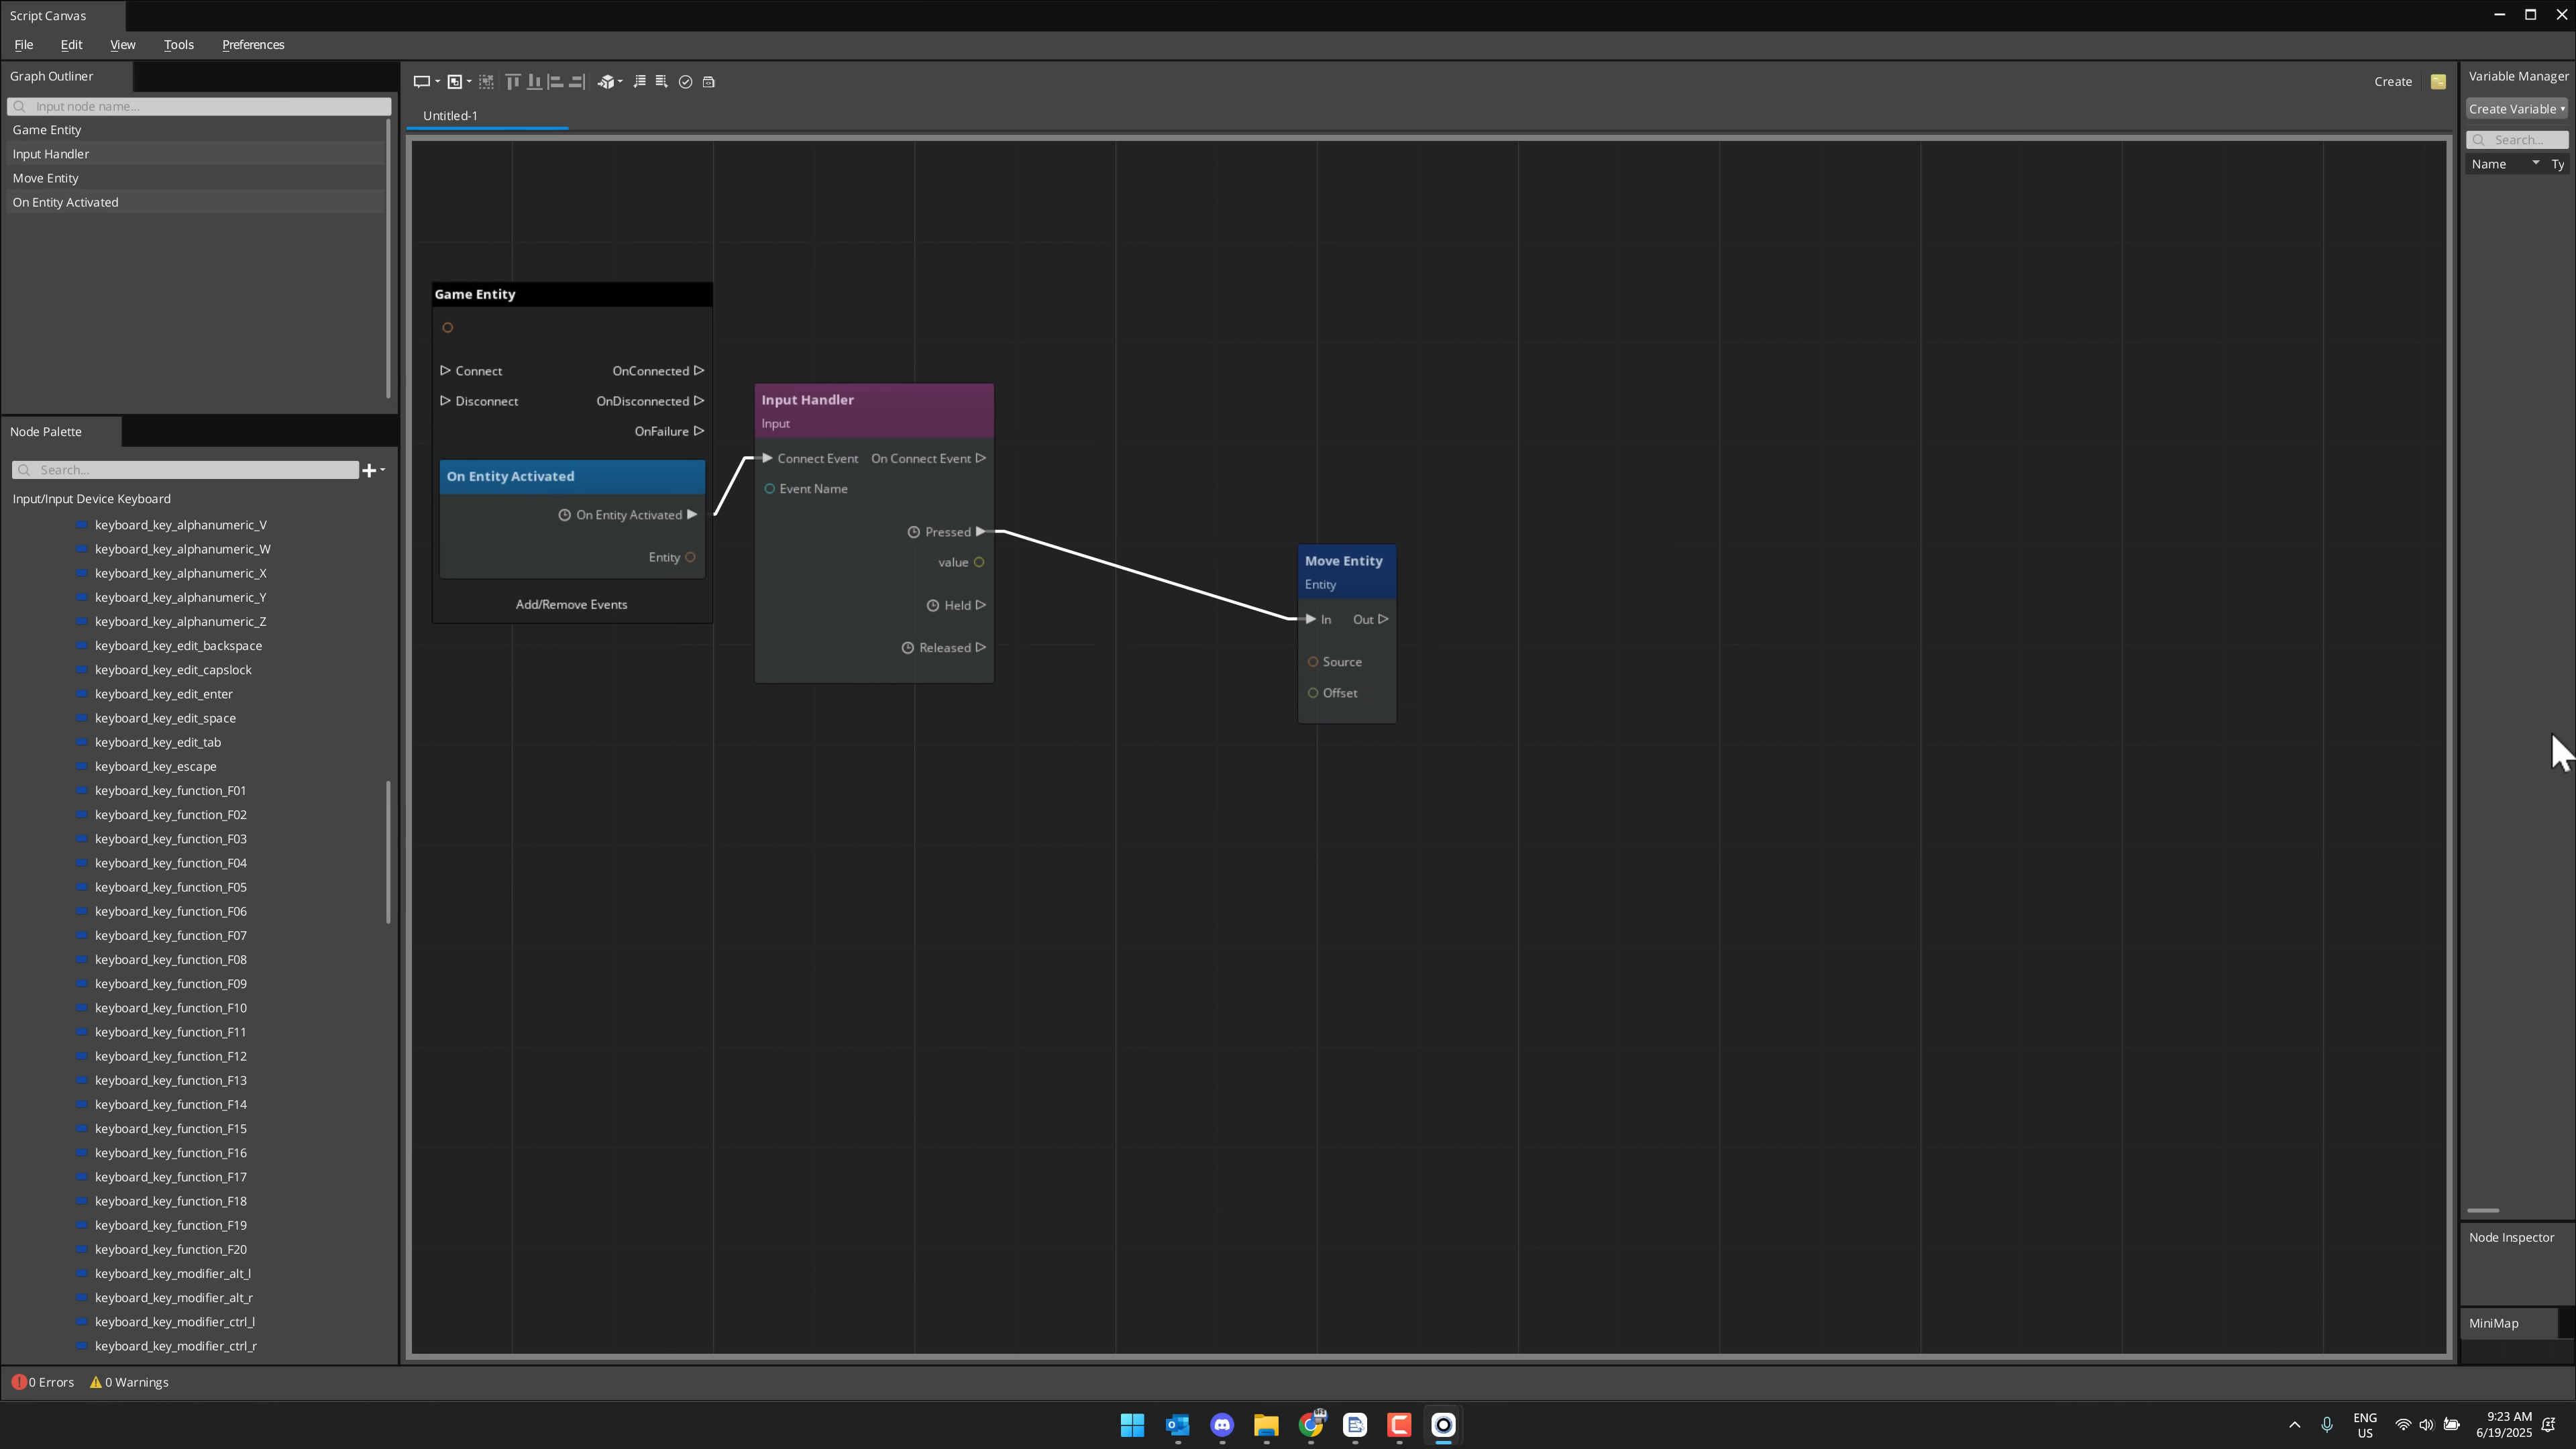 Script Canvas
File Edit View Tools Preferences
Graph Outliner
Input node name...
Game Entity
Input Handler
Move Entity
On Entity Activated
Node Palette
Search...
Input/Input Device Keyboard
keyboard_key_alphanumeric_V
keyboard_key_alphanumeric_W
keyboard_key_alphanumeric_X
keyboard_key_alphanumeric_Y
keyboard_key_alphanumeric_Z
keyboard_key_edit_backspace
keyboard_key_edit_capslock
keyboard_key_edit_enter
keyboard_key_edit_space
keyboard_key_edit_tab
keyboard_key_escape
keyboard_key_function_F01
keyboard_key_function_F02
keyboard_key_function_F03
keyboard_key_function_F04
keyboard_key_function_F05
keyboard_key_function_F06
keyboard_key_function_F07
keyboard_key_function_F08
keyboard_key_function_F09
keyboard_key_function_F10
keyboard_key_function_F11
keyboard_key_function_F12
keyboard_key_function_F13
keyboard_key_function_F14
keyboard_key_function_F15
keyboard_key_function_F16
keyboard_key_function_F17
keyboard_key_function_F18
keyboard_key_function_F19
keyboard_key_function_F20
keyboard_key_modifier_alt_l
keyboard_key_modifier_alt_r
keyboard_key_modifier_ctrl_l
keyboard_key_modifier_ctrl_r
Create
Untitled-1
Game Entity
Connect OnConnected
Disconnect OnDisconnected
OnFailure
On Entity Activated
On Entity Activated
Entity
Add/Remove Events
Input Handler
Input
Connect Event On Connect Event
Event Name
Pressed
value
Held
Released
Move Entity
Entity
In Out
Source
Offset
Variable Manager
Create Variable
Search...
Name Ty
Node Inspector
MiniMap
0 Errors 0 Warnings
ENG
US
9:23 AM
6/19/2025